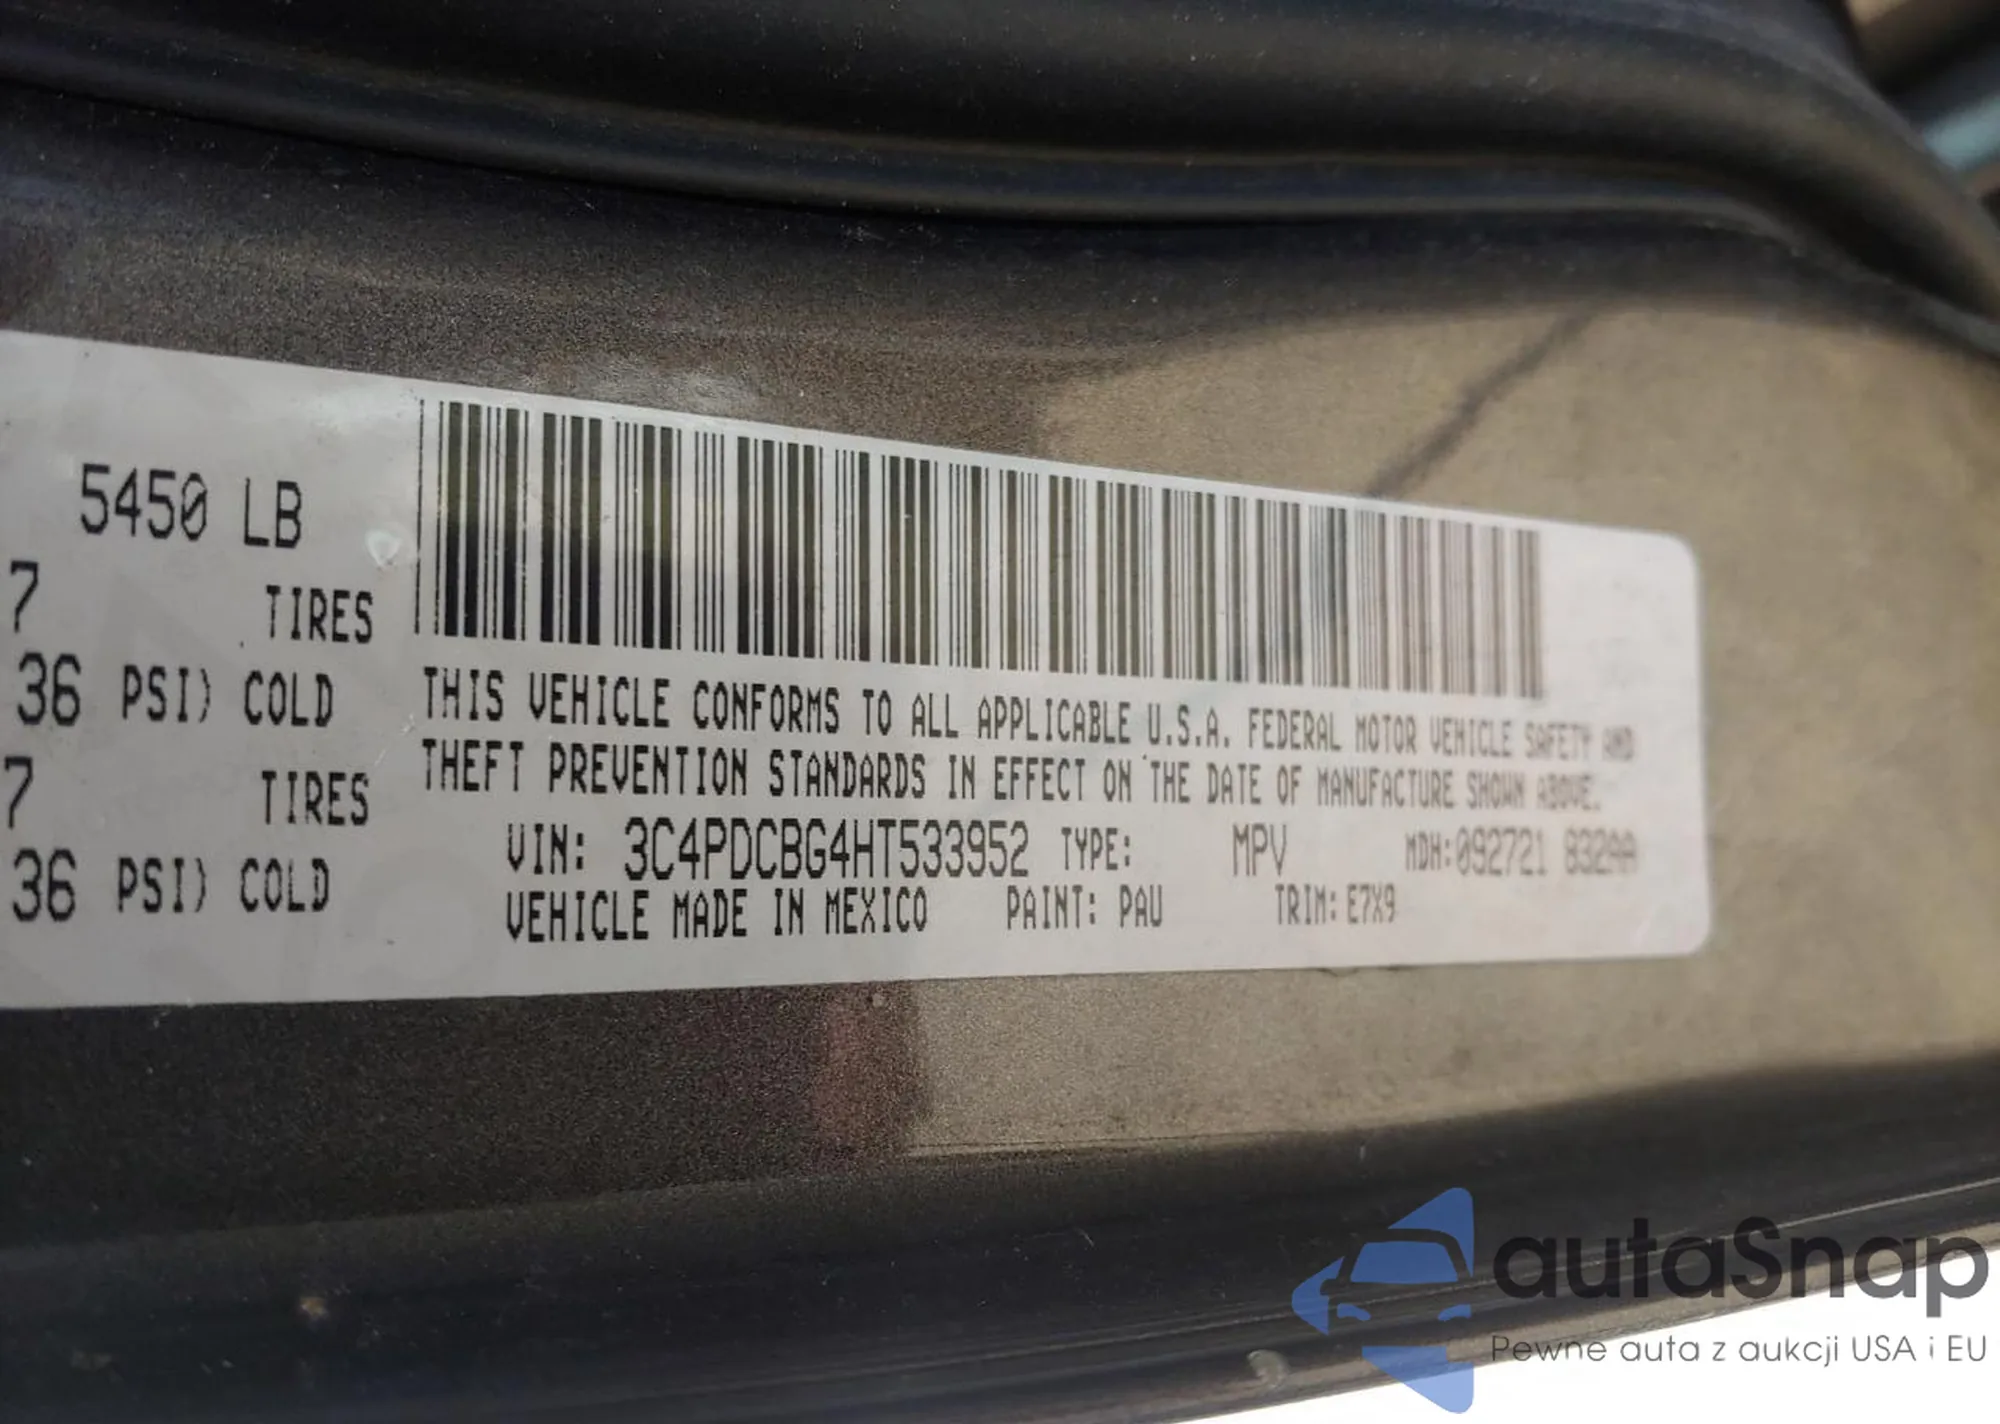 5450 LB
7 TIRES
36 PSI) COLD
7 TIRES
36 PSI) COLD
THIS VEHICLE CONFORMS TO ALL APPLICABLE U.S.A. FEDERAL MOTOR VEHICLE SAFETY AND
THEFT PREVENTION STANDARDS IN EFFECT ON THE DATE OF MANUFACTURE SHOWN ABOVE.
VIN: 3C4PDCBG4HT533952 TYPE: MPV MDH:092721 832AA
VEHICLE MADE IN MEXICO PAINT: PAU TRIM: E7X9
autaSnap
Pewne auta z aukcji USA i EU